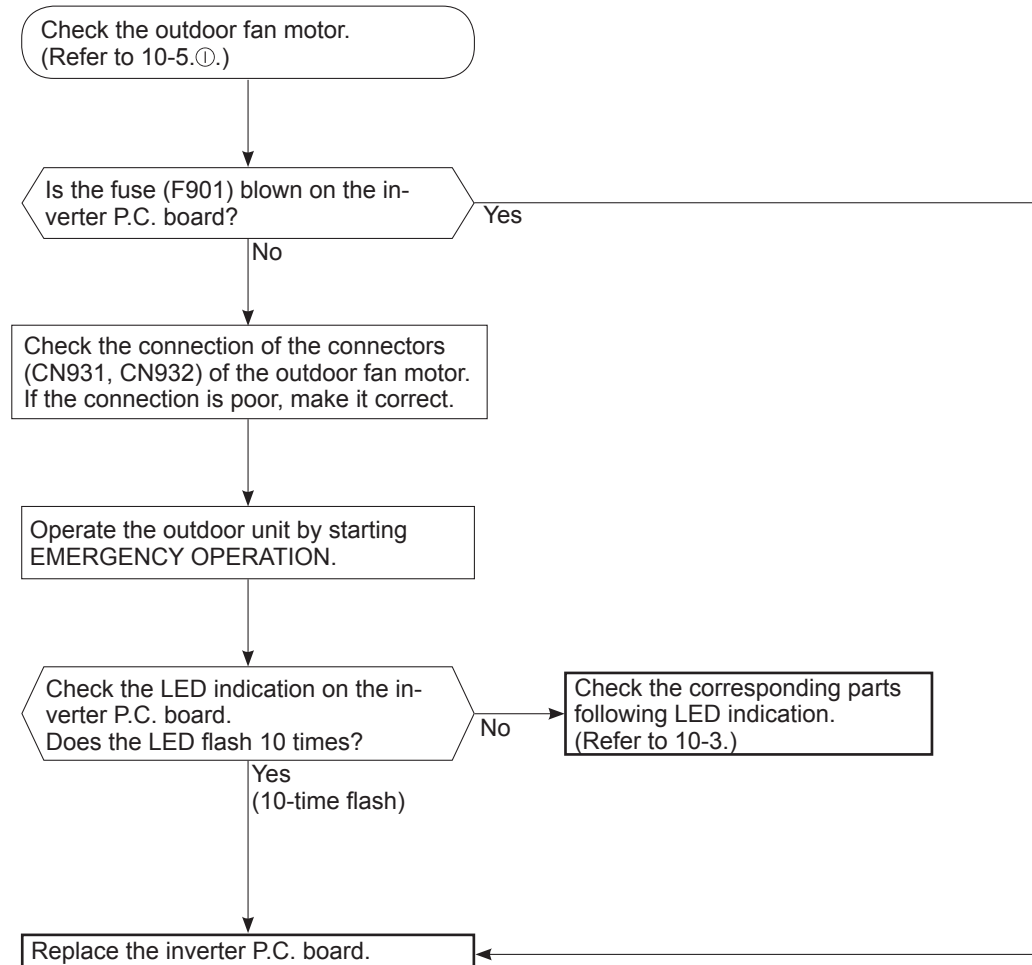 Check the outdoor fan motor.
(Refer to 10-5.Ⓘ.)
Is the fuse (F901) blown on the in-
verter P.C. board?
Yes
No
Check the connection of the connectors
(CN931, CN932) of the outdoor fan motor.
If the connection is poor, make it correct.
Operate the outdoor unit by starting
EMERGENCY OPERATION.
Check the LED indication on the in-
verter P.C. board.
Does the LED flash 10 times?
No
Check the corresponding parts
following LED indication.
(Refer to 10-3.)
Yes
(10-time flash)
Replace the inverter P.C. board.